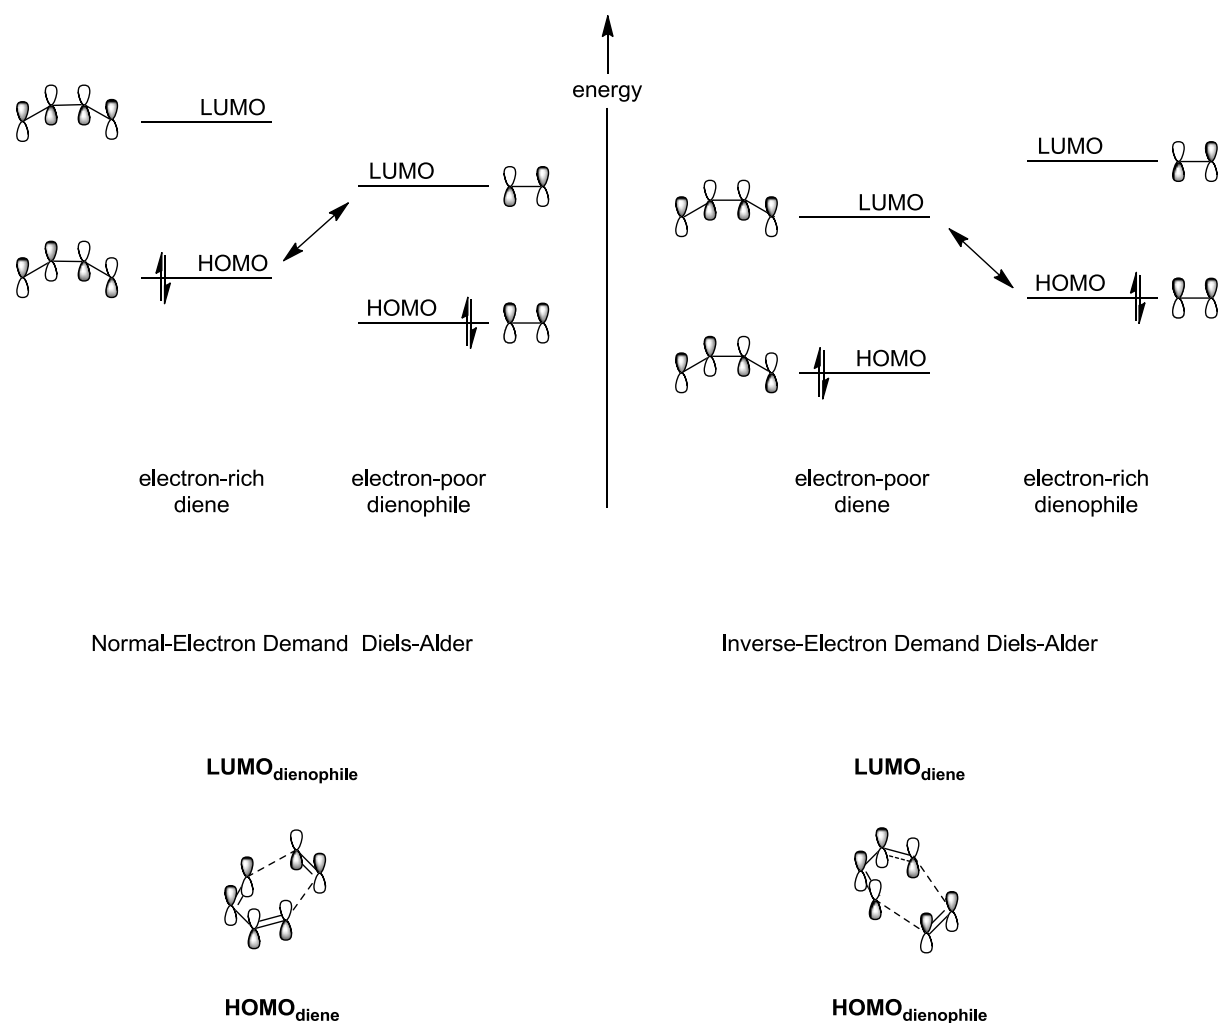 energy
LUMO
LUMO
HOMO
HOMO
electron-rich
diene
electron-poor
dienophile
LUMO
LUMO
HOMO
HOMO
electron-poor
diene
electron-rich
dienophile
Normal-Electron Demand  Diels-Alder
Inverse-Electron Demand Diels-Alder
LUMOdienophile
HOMOdiene
LUMOdiene
HOMOdienophile